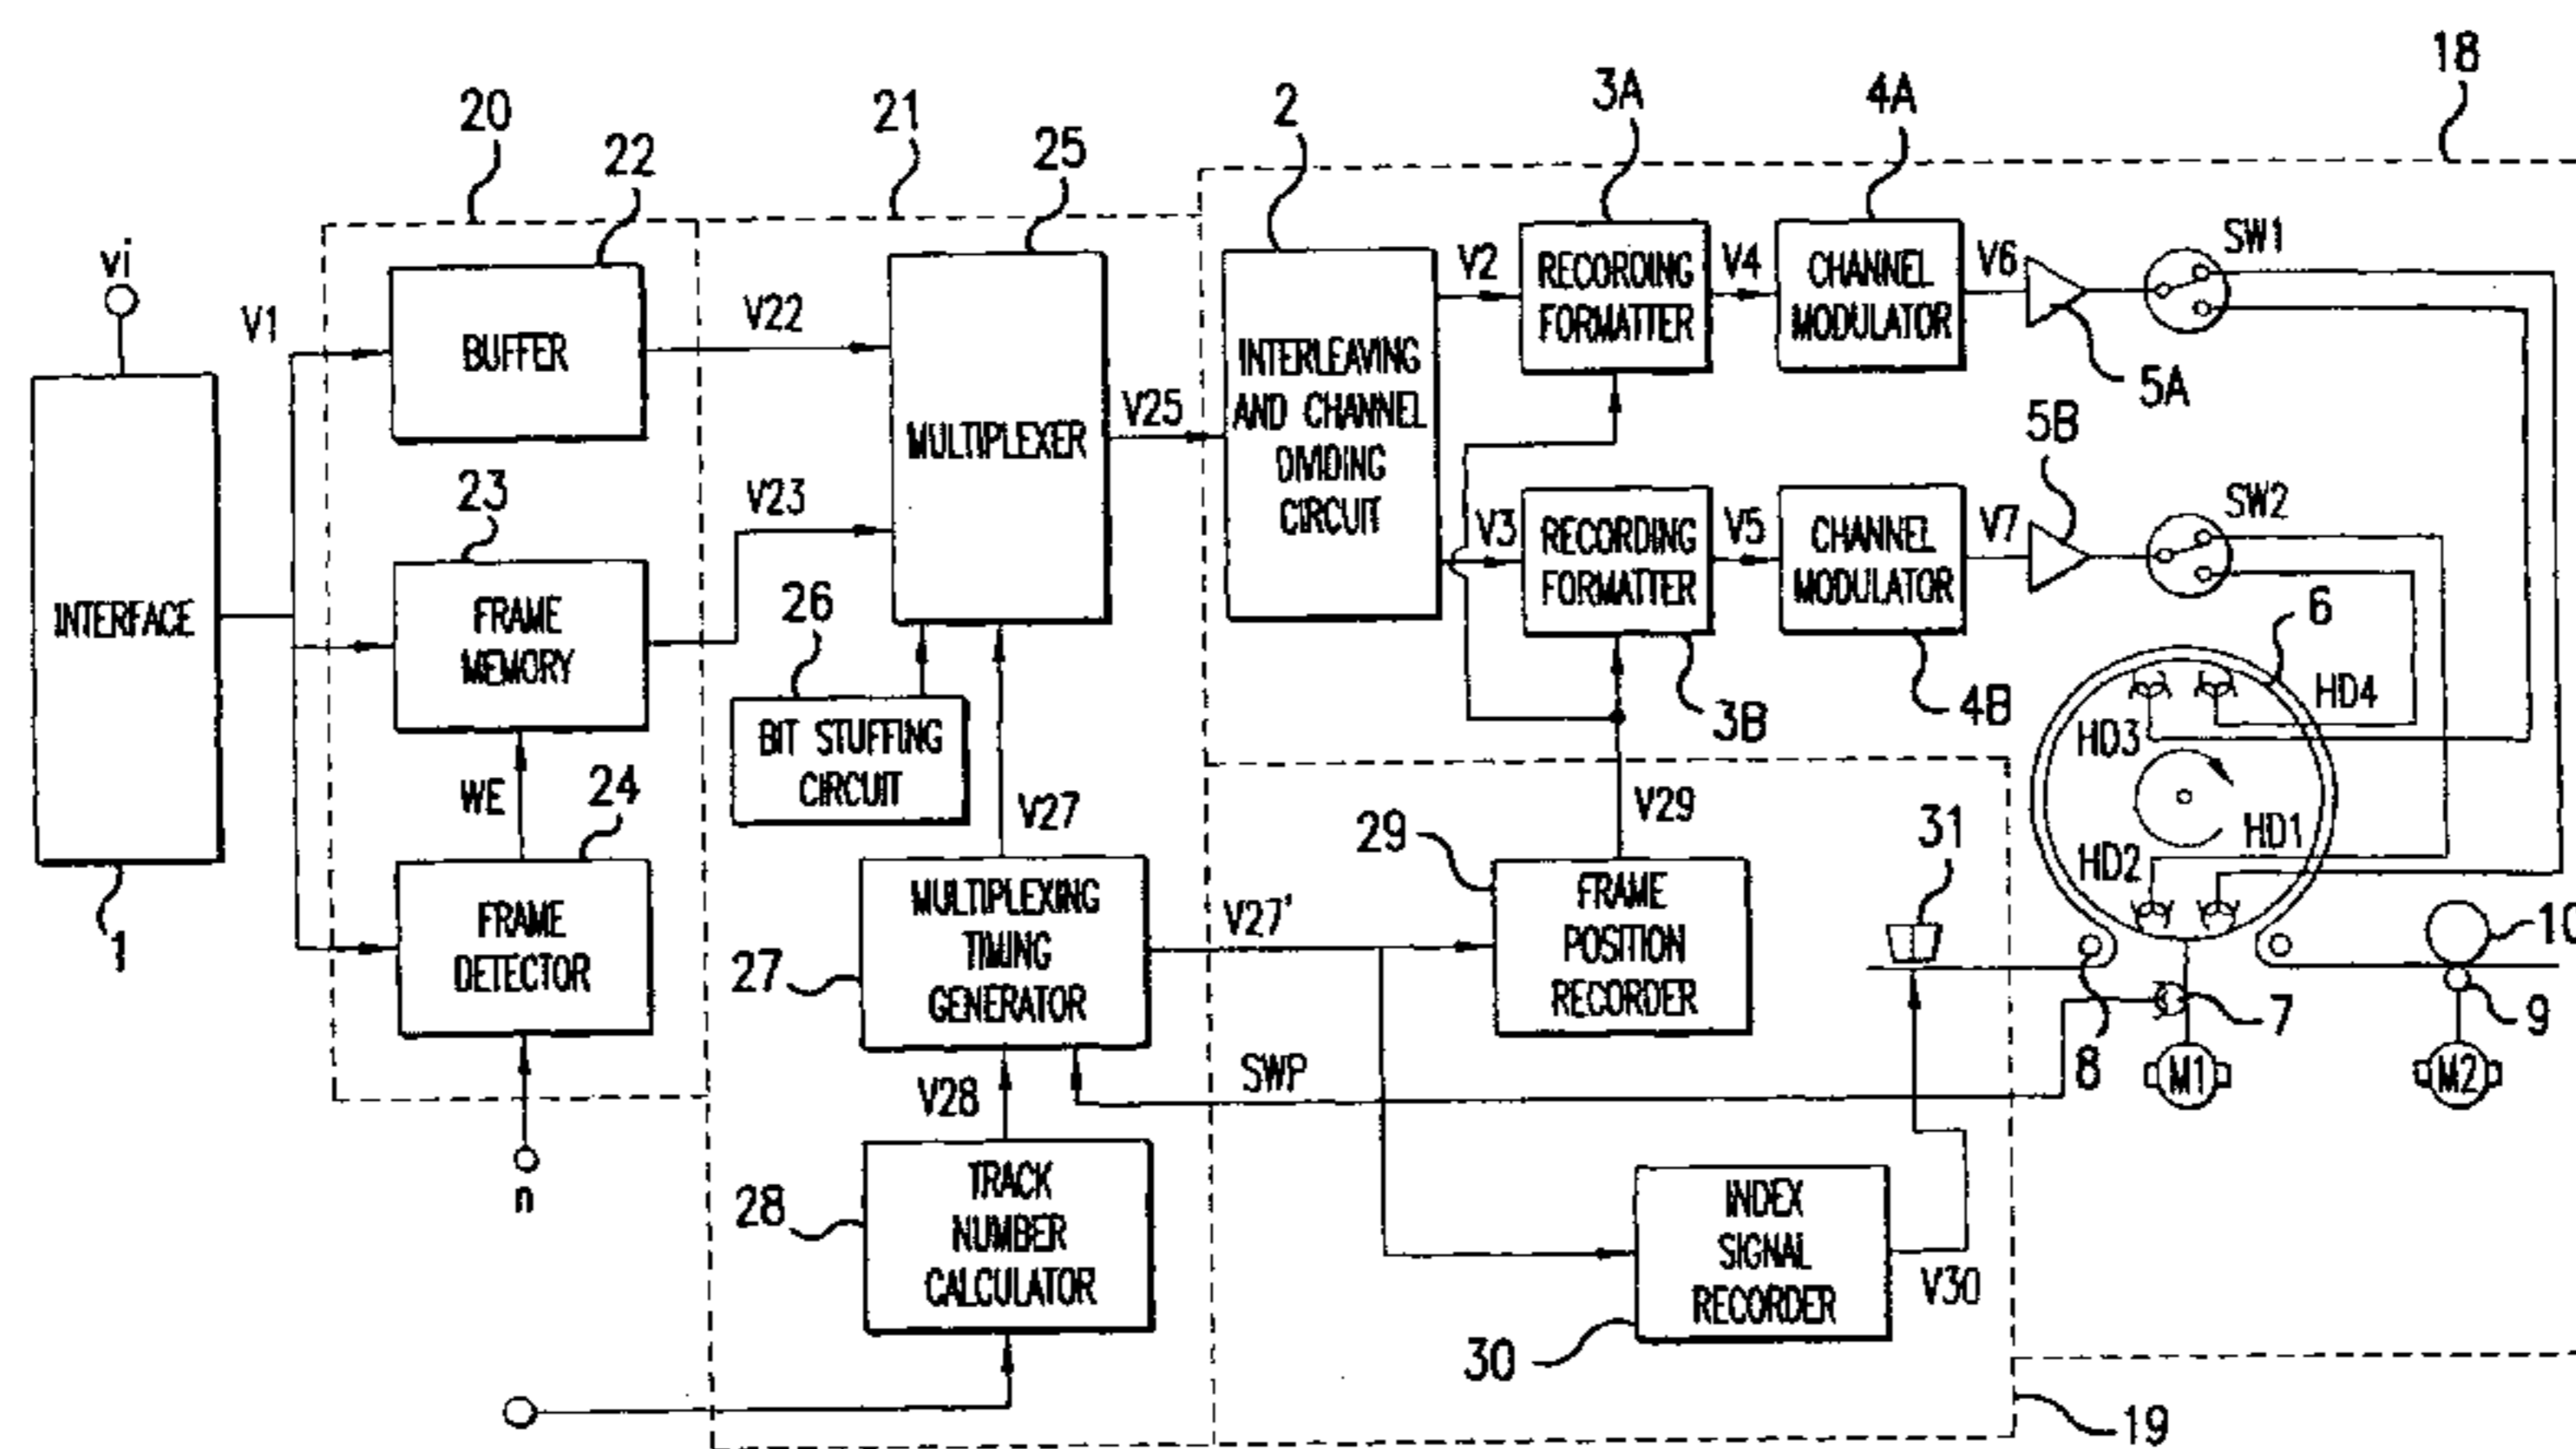 18
20
22
21
25
2
3A
4A
vi
V1
BUFFER
V22
MULTIPLEXER
V25
INTERLEAVING
AND CHANNEL
DIVIDING
CIRCUIT
V2
RECORDING
FORMATTER
V4
CHANNEL
MODULATOR
V6
5A
SW1
INTERFACE
1
23
FRAME
MEMORY
V23
V3
RECORDING
FORMATTER
3B
V5
CHANNEL
MODULATOR
4B
V7
5B
SW2
WE
24
FRAME
DETECTOR
n
26
BIT STUFFING
CIRCUIT
V27
27
MULTIPLEXING
TIMING
GENERATOR
V27'
V28
SWP
28
TRACK
NUMBER
CALCULATOR
V29
29
FRAME
POSITION
RECORDER
31
30
INDEX
SIGNAL
RECORDER
V30
6
HD4
HD3
HD1
HD2
10
9
7
8
M1
M2
19